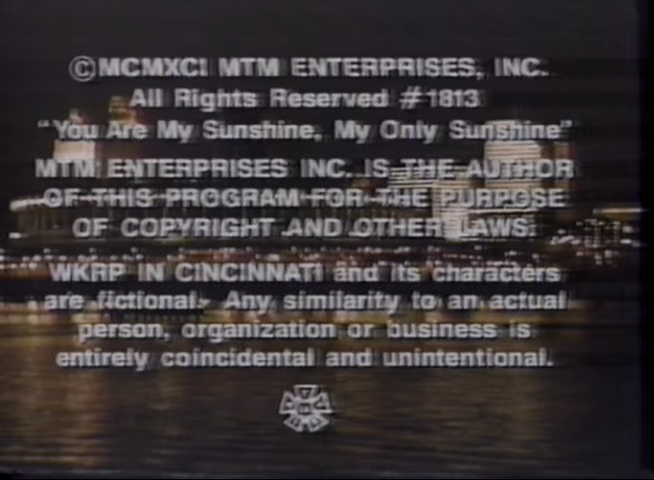 ©MCMXCI MTM ENTERPRISES, INC.
All Rights Reserved #1813
"You Are My Sunshine, My Only Sunshine"
MTM ENTERPRISES INC. IS THE AUTHOR
OF THIS PROGRAM FOR THE PURPOSE
OF COPYRIGHT AND OTHER LAWS.
WKRP IN CINCINNATI and its characters
are fictional. Any similarity to an actual
person, organization or business is
entirely coincidental and unintentional.